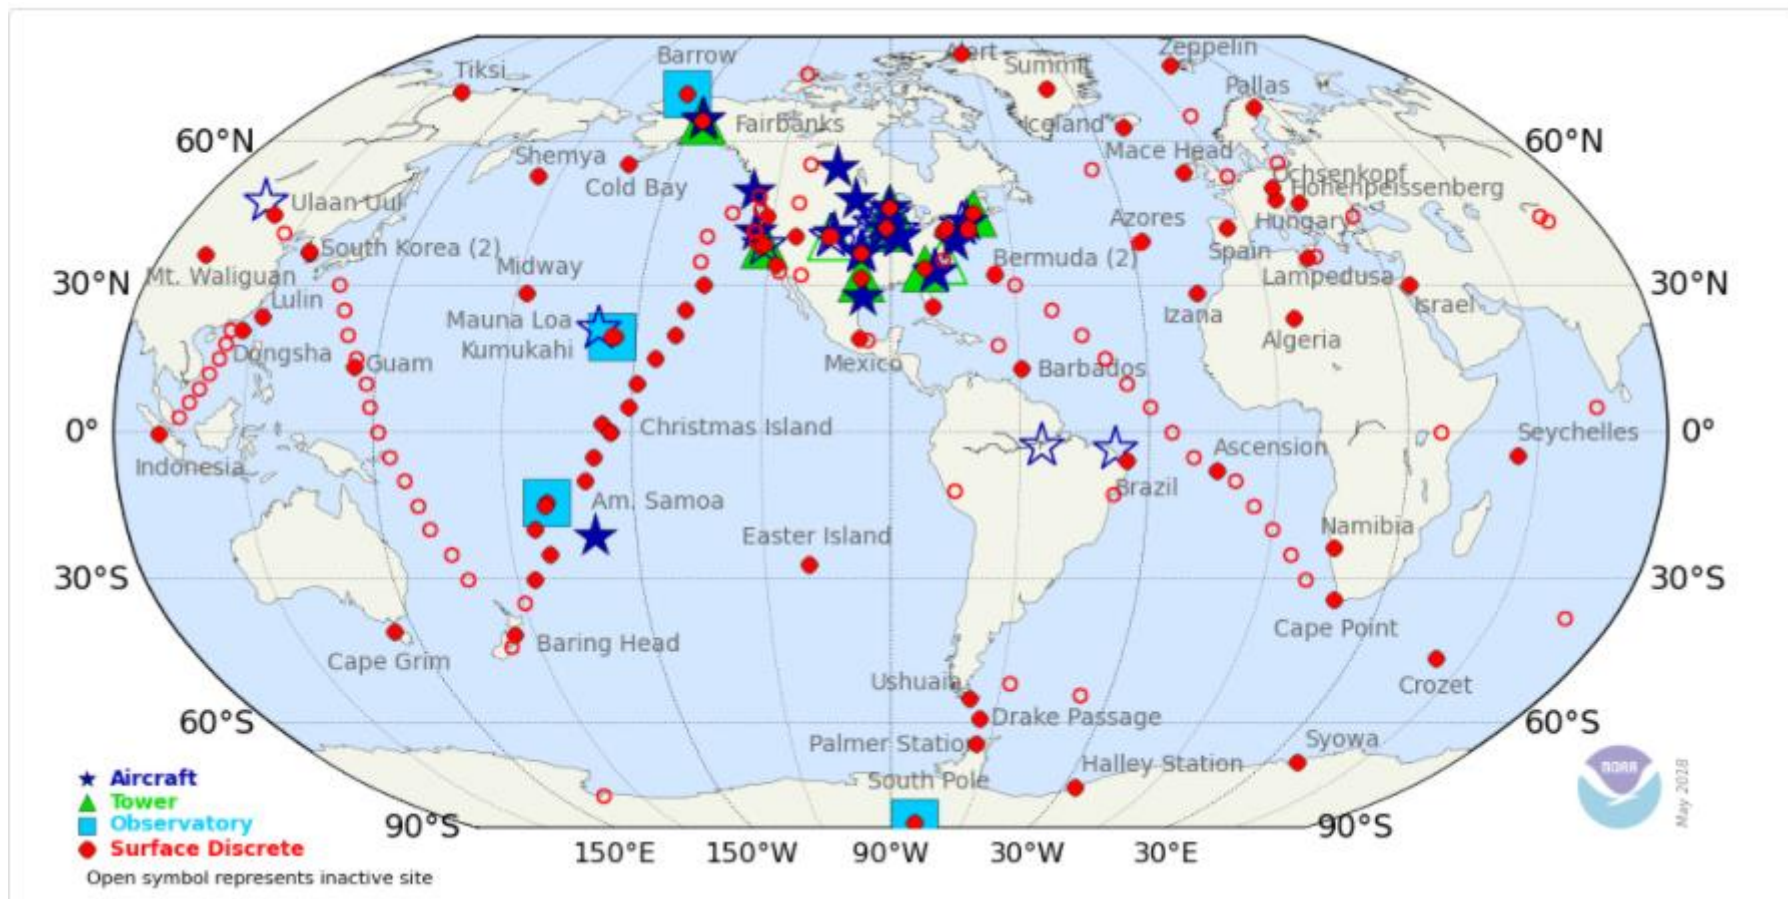 Barrow
Alert
Zeppelin
Tiksi
Summit
Pallas
60°N
Fairbanks
Iceland
60°N
Shemya
Mace Head
Cold Bay
Ochsenkopf
Hohenpeissenberg
Ulaan Uul
Azores
Hungary
South Korea (2)
Spain
Bermuda (2)
Mt. Waliguan
Midway
Lampedusa
30°N
30°N
Lulin
Izana
Israel
Mauna Loa
Algeria
Kumukahi
Dongsha
Guam
Mexico
Barbados
0°
Christmas Island
Seychelles
0°
Indonesia
Ascension
Am. Samoa
Brazil
Easter Island
Namibia
30°S
30°S
Baring Head
Cape Point
Cape Grim
Ushuaia
Crozet
60°S
Drake Passage
60°S
Palmer Station
Syowa
Halley Station
South Pole
Aircraft
Tower
Observatory
Surface Discrete
Open symbol represents inactive site
90°S
90°S
150°E
150°W
90°W
30°W
30°E
NOAA
May 2018